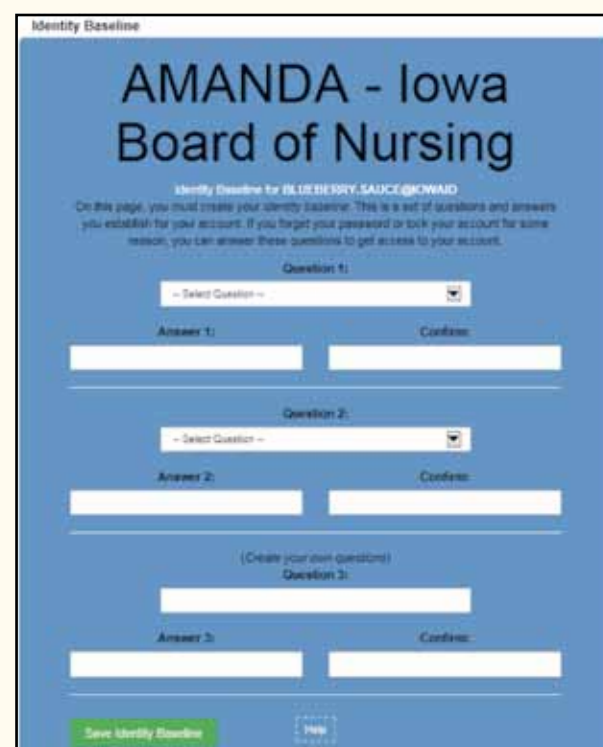 Identity Baseline
AMANDA - Iowa
Board of Nursing
Identity Baseline for BLUEBERRY.SAUCE@IOWAID
On this page, you must create your identity baseline. This is a set of questions and answers
you establish for your account. If you forget your password or lock your account for some
reason, you can answer these questions to get access to your account.
Question 1:
-- Select Question --
Answer 1: Confirm:
Question 2:
-- Select Question --
Answer 2: Confirm:
(Create your own questions)
Question 3:
Answer 3: Confirm:
Save Identity Baseline Help